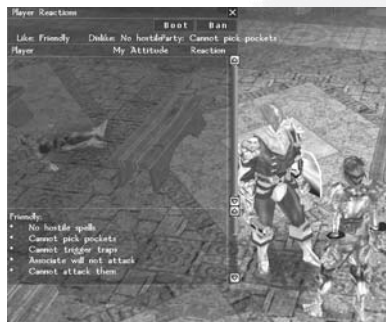 Player Reactions
Boot Ban
Like: Friendly Dislike: No hostile Party: Cannot pick pockets
Player My Attitude Reaction
Friendly:
• No hostile spells
• Cannot pick pockets
• Cannot trigger traps
• Associate will not attack
• Cannot attack them